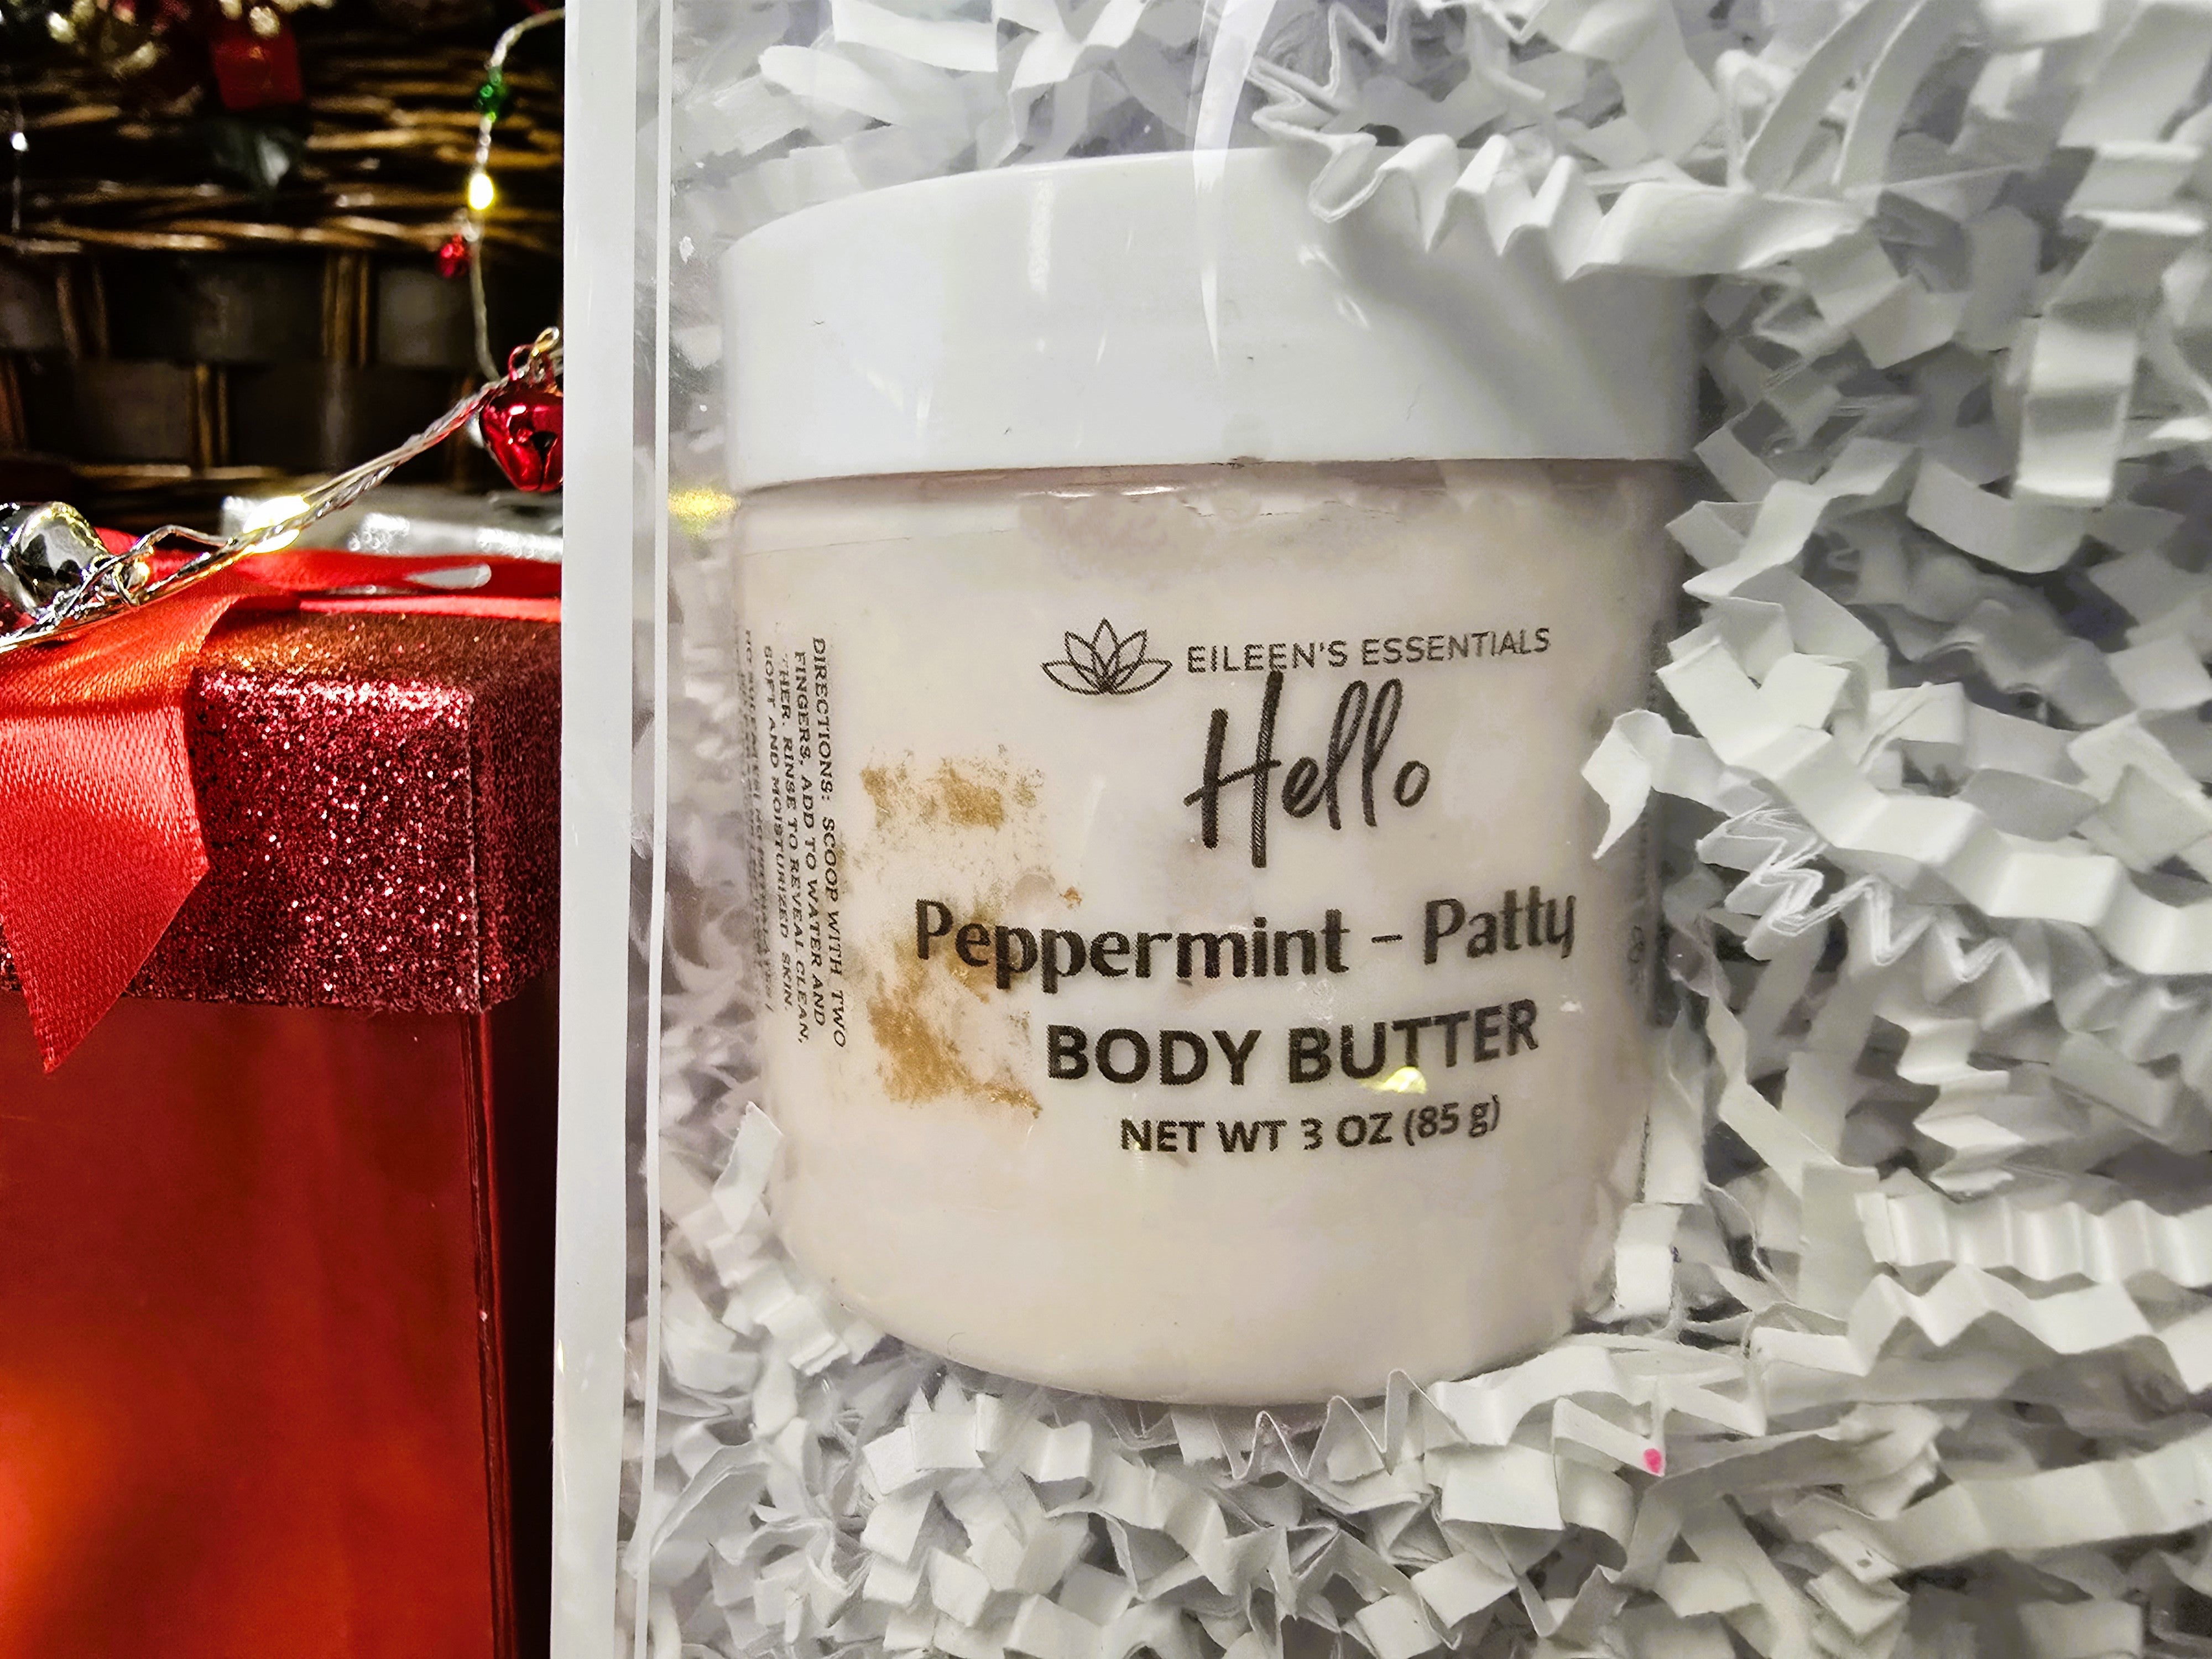 EILEEN'S ESSENTIALS
Hello
Peppermint - Patty
BODY BUTTER
NET WT 3 OZ (85 g)
DIRECTIONS: SCOOP WITH TWO
FINGERS, ADD TO WATER AND
RINSE TO REVEAL CLEAN,
SOFT AND MOISTURIZED SKIN.